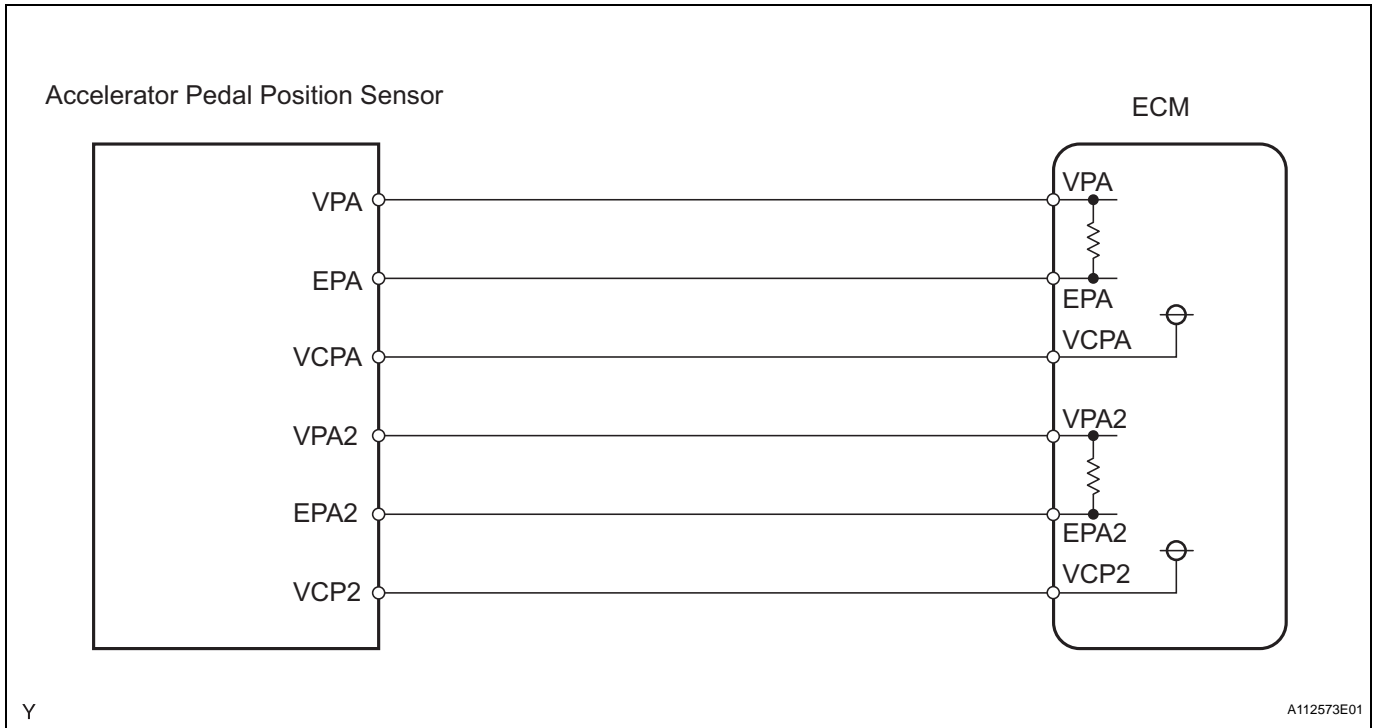 Accelerator Pedal Position Sensor
ECM
VPA
VPA
EPA
EPA
VCPA
VCPA
VPA2
VPA2
EPA2
EPA2
VCP2
VCP2
Y
A112573E01